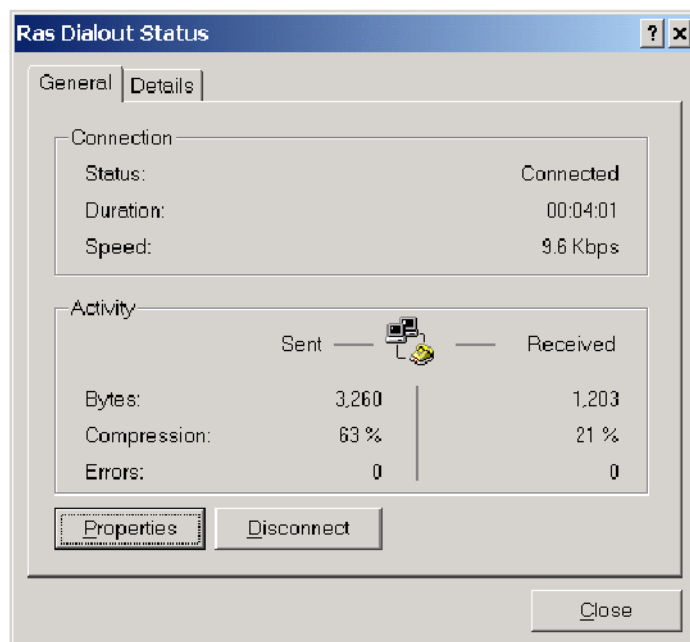 Ras Dialout Status
General Details
Connection
Status: Connected
Duration: 00:04:01
Speed: 9.6 Kbps
Activity
Sent Received
Bytes: 3,260 1,203
Compression: 63 % 21 %
Errors: 0 0
Properties Disconnect
Close